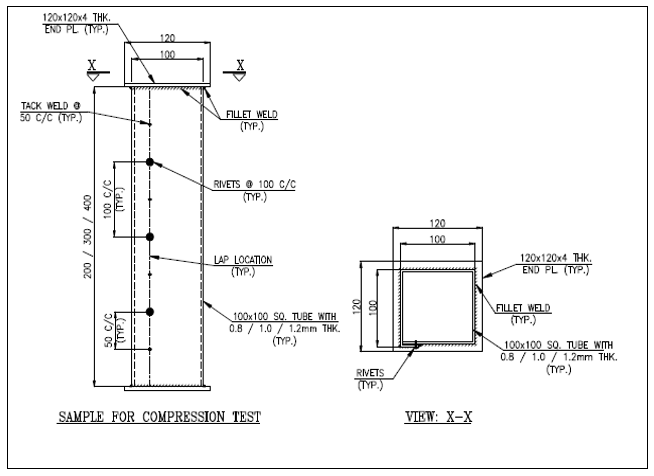 120x120x4 THK.
END PL. (TYP.)
120
100
X
X
TACK WELD @
50 C/C (TYP.)
FILLET WELD
(TYP.)
RIVETS @ 100 C/C
(TYP.)
100 C/C
(TYP.)
200 / 300 / 400
LAP LOCATION
(TYP.)
50 C/C
(TYP.)
100x100 SQ. TUBE WITH
0.8 / 1.0 / 1.2mm THK.
(TYP.)
SAMPLE FOR COMPRESSION TEST
120
100
120x120x4 THK.
END PL. (TYP.)
120
100
FILLET WELD
(TYP.)
100x100 SQ. TUBE WITH
0.8 / 1.0 / 1.2mm THK.
(TYP.)
RIVETS
(TYP.)
VIEW: X-X